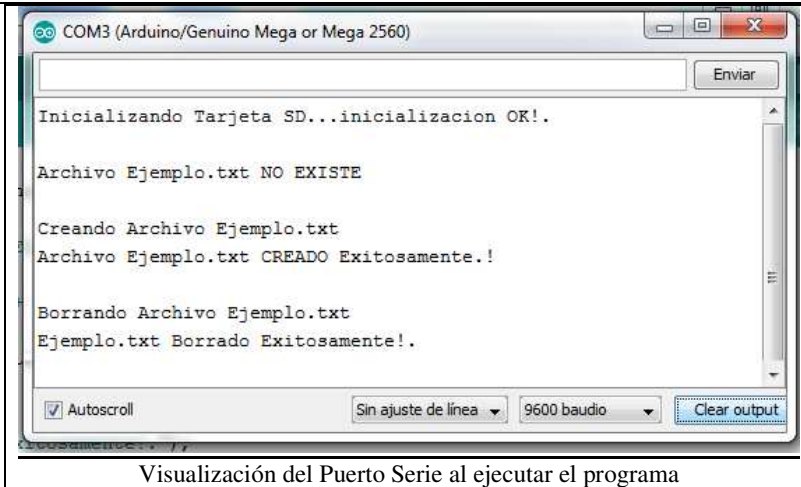 COM3 (Arduino/Genuino Mega or Mega 2560)
Enviar
Inicializando Tarjeta SD...inicializacion OK!.
Archivo Ejemplo.txt NO EXISTE
Creando Archivo Ejemplo.txt
Archivo Ejemplo.txt CREADO Exitosamente.!
Borrando Archivo Ejemplo.txt
Ejemplo.txt Borrado Exitosamente!.
Autoscroll
Sin ajuste de línea
9600 baudio
Clear output
Visualización del Puerto Serie al ejecutar el programa